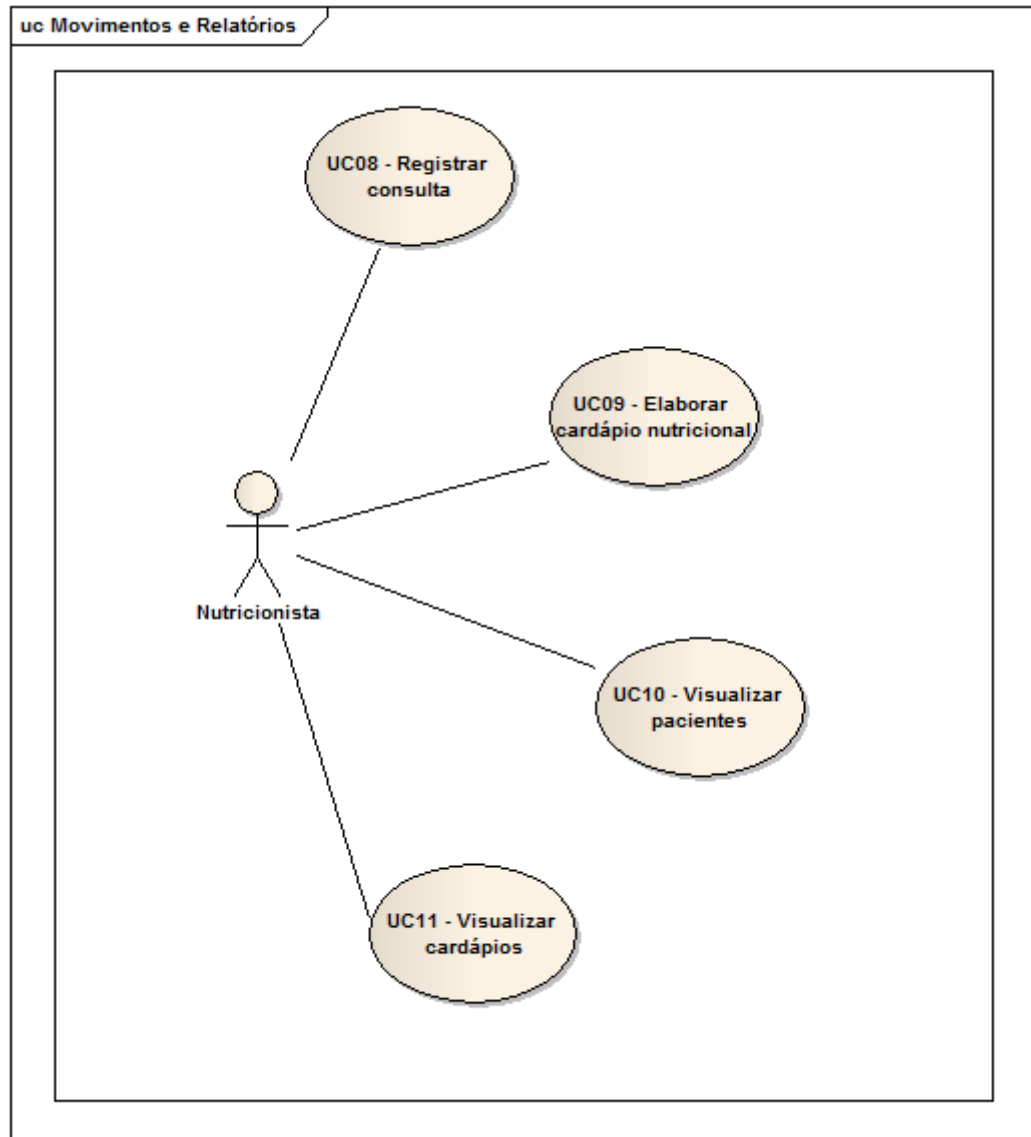 uc Movimentos e Relatórios
UC08 - Registrar
consulta
UC09 - Elaborar
cardápio nutricional
Nutricionista
UC10 - Visualizar
pacientes
UC11 - Visualizar
cardápios